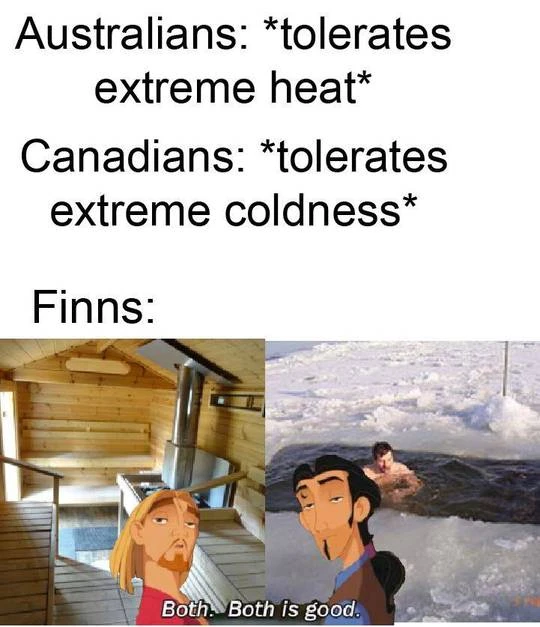 Australians: *tolerates
extreme heat*
Canadians: *tolerates
extreme coldness*
Finns:
Both. Both is good.